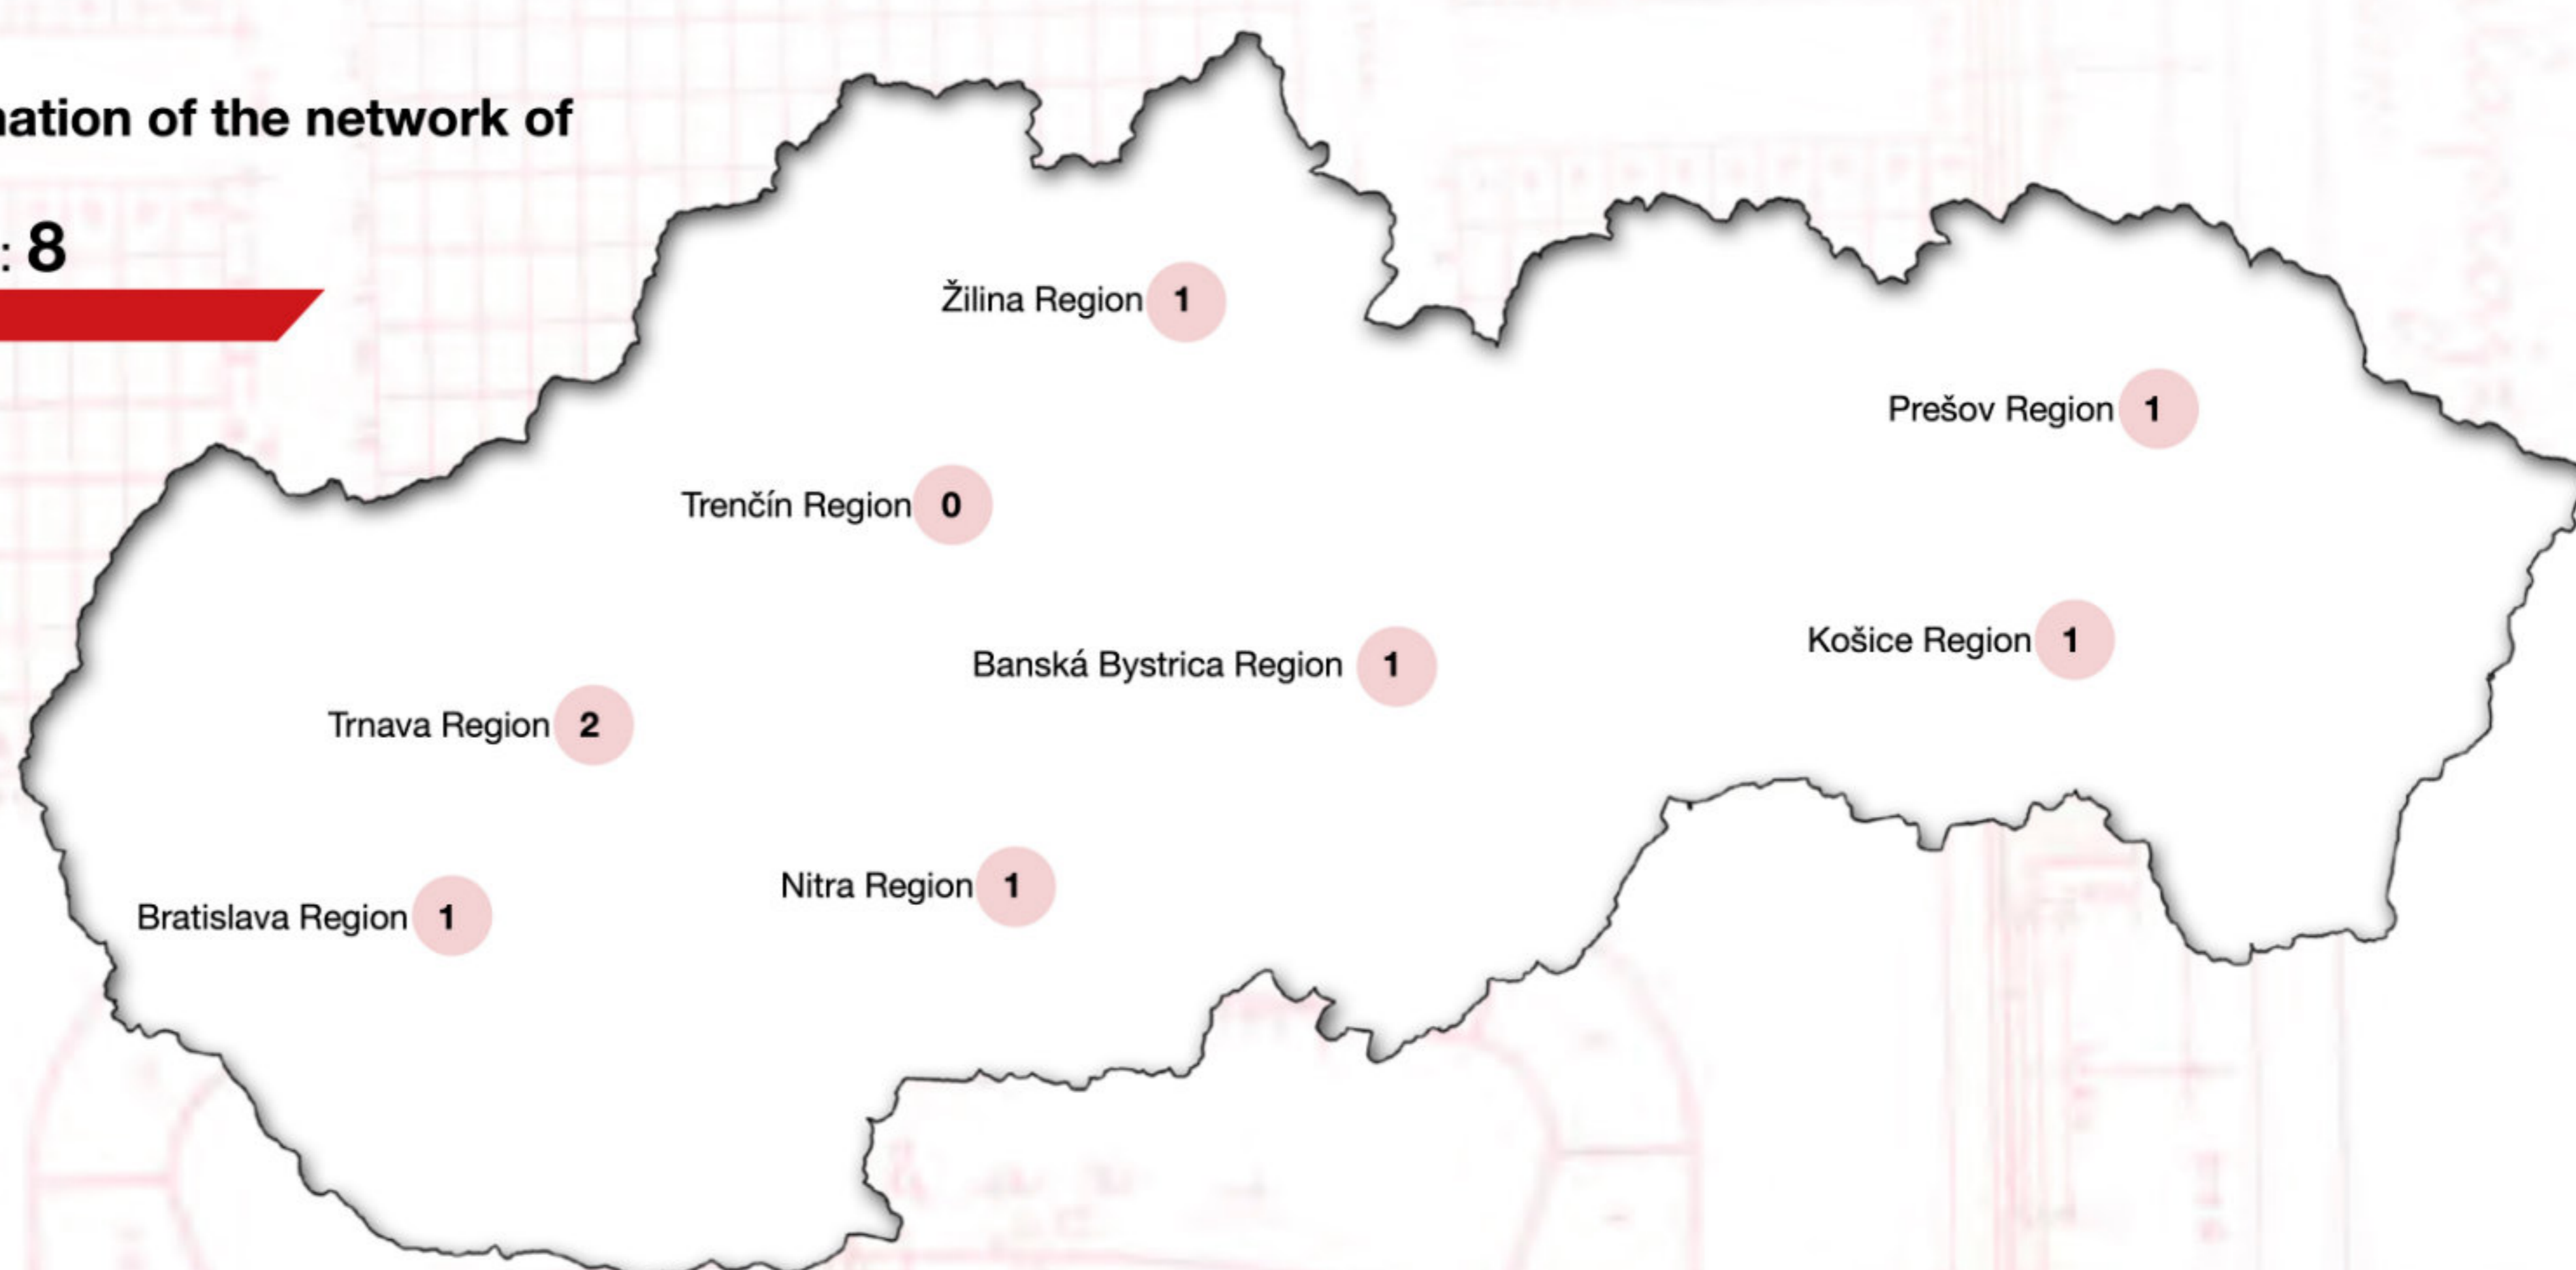 ation of the network of
: 8
Žilina Region 1
Prešov Region 1
Trenčín Region 0
Košice Region 1
Banská Bystrica Region 1
Trnava Region 2
Nitra Region 1
Bratislava Region 1